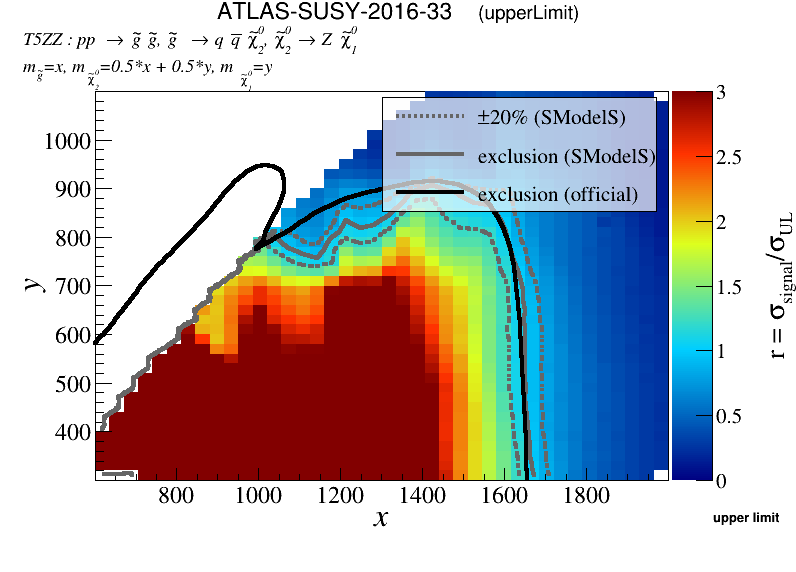 ATLAS-SUSY-2016-33 (upperLimit)
T5ZZ : pp → g̃ g̃, g̃ → q q̅ χ̃₂⁰, χ̃₂⁰ → Z χ̃₁⁰
m_g̃=x, m_χ̃₂⁰=0.5*x + 0.5*y, m_χ̃₁⁰=y
±20% (SModelS)
exclusion (SModelS)
exclusion (official)
1000
900
800
700
600
500
400
y
800 1000 1200 1400 1600 1800
x
3
2.5
2
1.5
1
0.5
0
r = σ_signal/σ_UL
upper limit